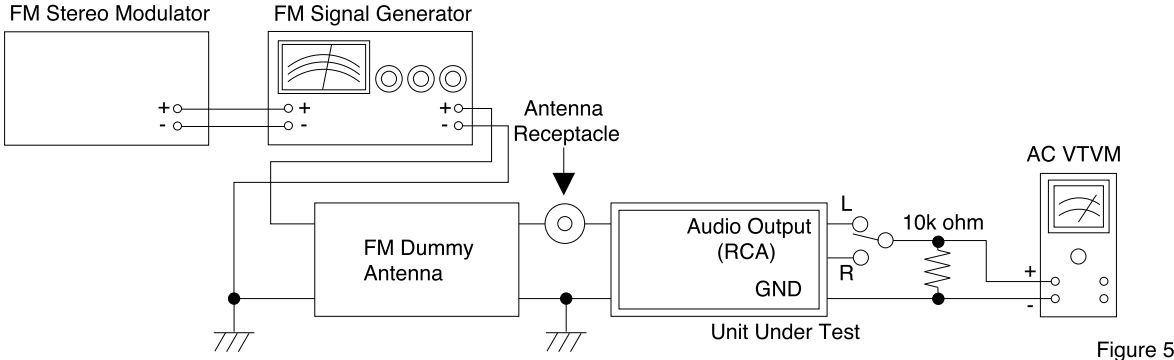 FM Stereo Modulator
FM Signal Generator
+
-
+
-
+
-
Antenna
Receptacle
AC VTVM
FM Dummy
Antenna
Audio Output
(RCA)
GND
L
R
10k ohm
+
-
Unit Under Test
Figure 5